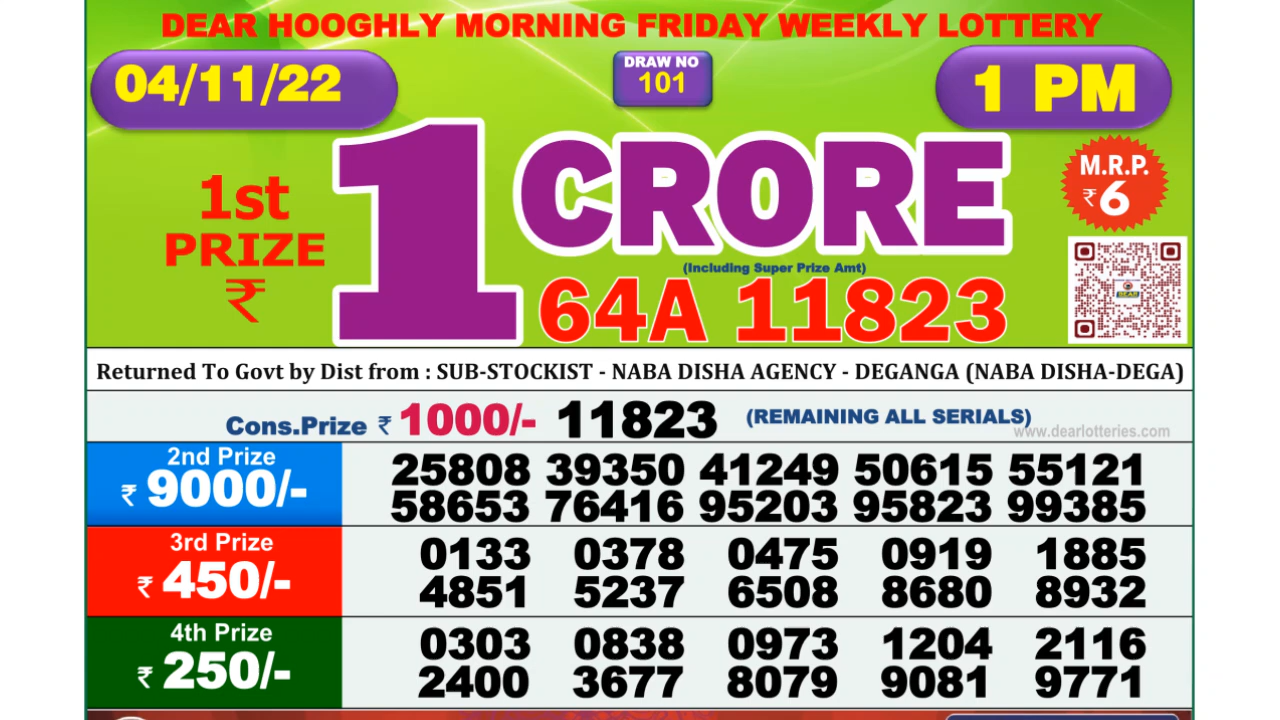 DEAR HOOGHLY MORNING FRIDAY WEEKLY LOTTERY
04/11/22
DRAW NO
101
1 PM
1st
PRIZE
₹
1 CRORE
(Including Super Prize Amt)
64A 11823
M.R.P.
₹ 6
DEAR
Returned To Govt by Dist from : SUB-STOCKIST - NABA DISHA AGENCY - DEGANGA (NABA DISHA-DEGA)
Cons.Prize ₹ 1000/- 11823 (REMAINING ALL SERIALS)
www.dearlotteries.com
2nd Prize
₹ 9000/-
25808 39350 41249 50615 55121
58653 76416 95203 95823 99385
3rd Prize
₹ 450/-
0133 0378 0475 0919 1885
4851 5237 6508 8680 8932
4th Prize
₹ 250/-
0303 0838 0973 1204 2116
2400 3677 8079 9081 9771